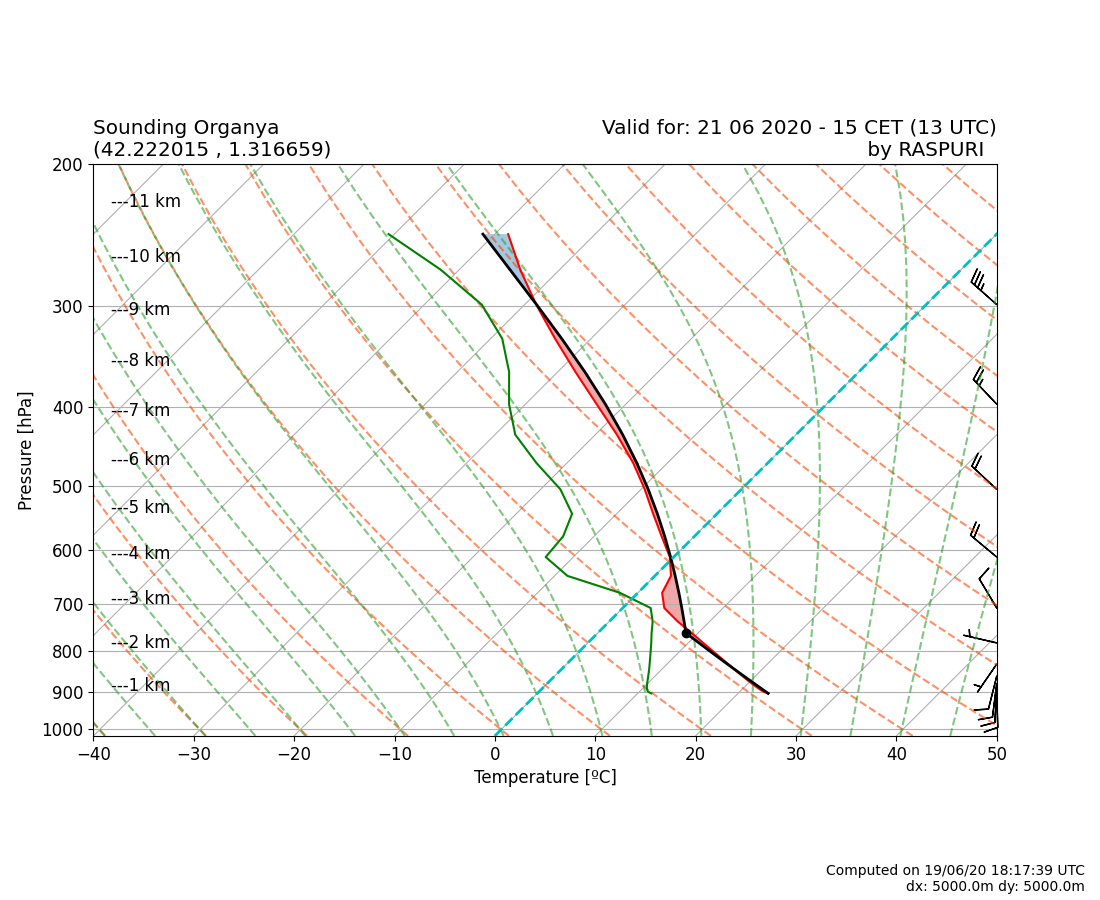 Sounding Organya
(42.222015 , 1.316659)
Valid for: 21 06 2020 - 15 CET (13 UTC)
by RASPURI
200
---11 km
---10 km
300
---9 km
---8 km
400
---7 km
---6 km
500
---5 km
600
---4 km
700
---3 km
800
---2 km
900
---1 km
1000
Pressure [hPa]
−40 −30 −20 −10 0 10 20 30 40 50
Temperature [ºC]
Computed on 19/06/20 18:17:39 UTC
dx: 5000.0m dy: 5000.0m